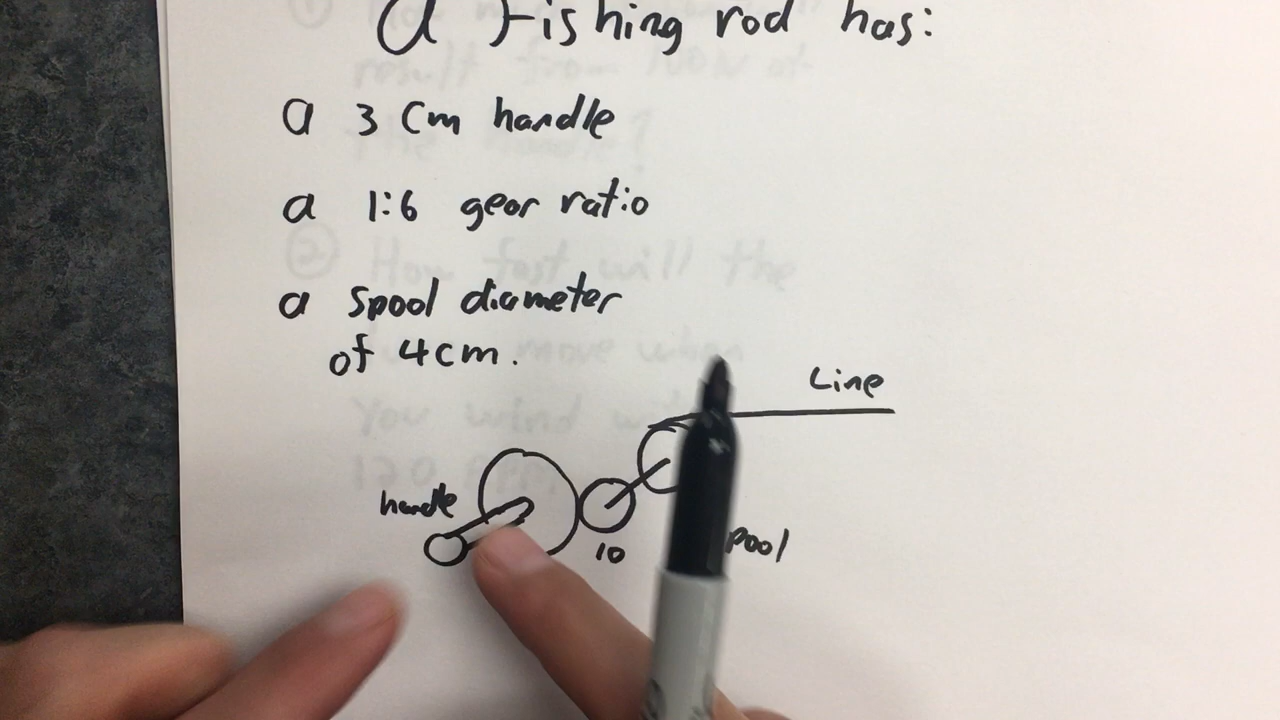 a Fishing rod has:
a 3 cm handle
a 1:6 gear ratio
a spool diameter
of 4cm.
Line
handle
10
pool